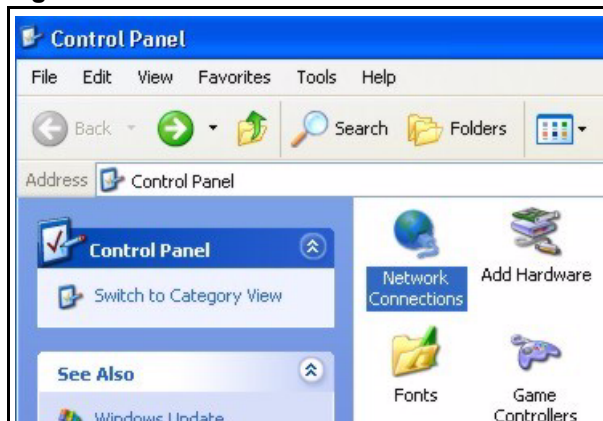 Control Panel
File Edit View Favorites Tools Help
Back Search Folders
Address Control Panel
Control Panel
Switch to Category View
See Also
Windows Update
Network Connections
Add Hardware
Fonts
Game Controllers